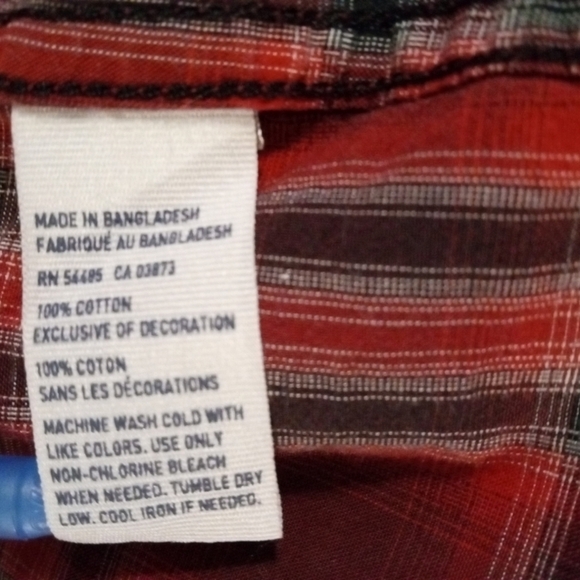 MADE IN BANGLADESH
FABRIQUÉ AU BANGLADESH
RN 54485 CA 03873
100% COTTON
EXCLUSIVE OF DECORATION
100% COTON
SANS LES DÉCORATIONS
MACHINE WASH COLD WITH
LIKE COLORS. USE ONLY
NON-CHLORINE BLEACH
WHEN NEEDED. TUMBLE DRY
LOW. COOL IRON IF NEEDED.